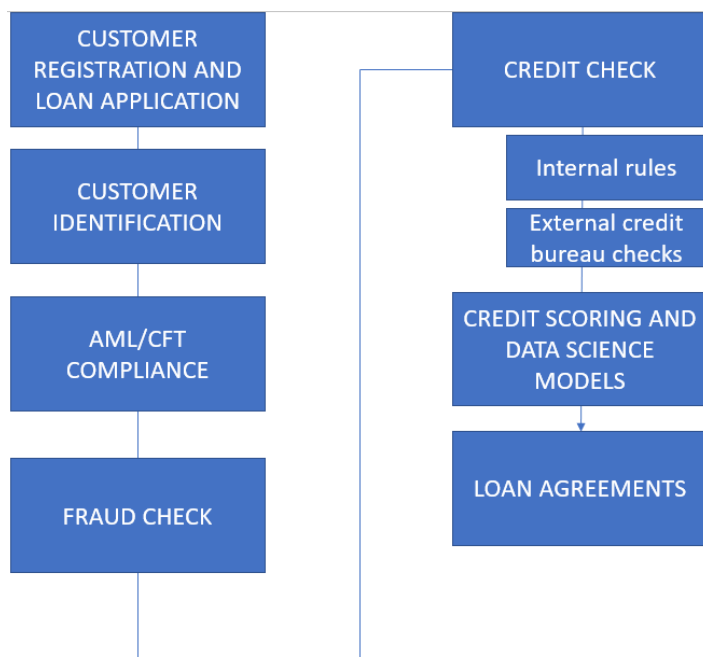 CUSTOMER
REGISTRATION AND
LOAN APPLICATION
CUSTOMER
IDENTIFICATION
AML/CFT
COMPLIANCE
FRAUD CHECK
CREDIT CHECK
Internal rules
External credit
bureau checks
CREDIT SCORING AND
DATA SCIENCE
MODELS
LOAN AGREEMENTS